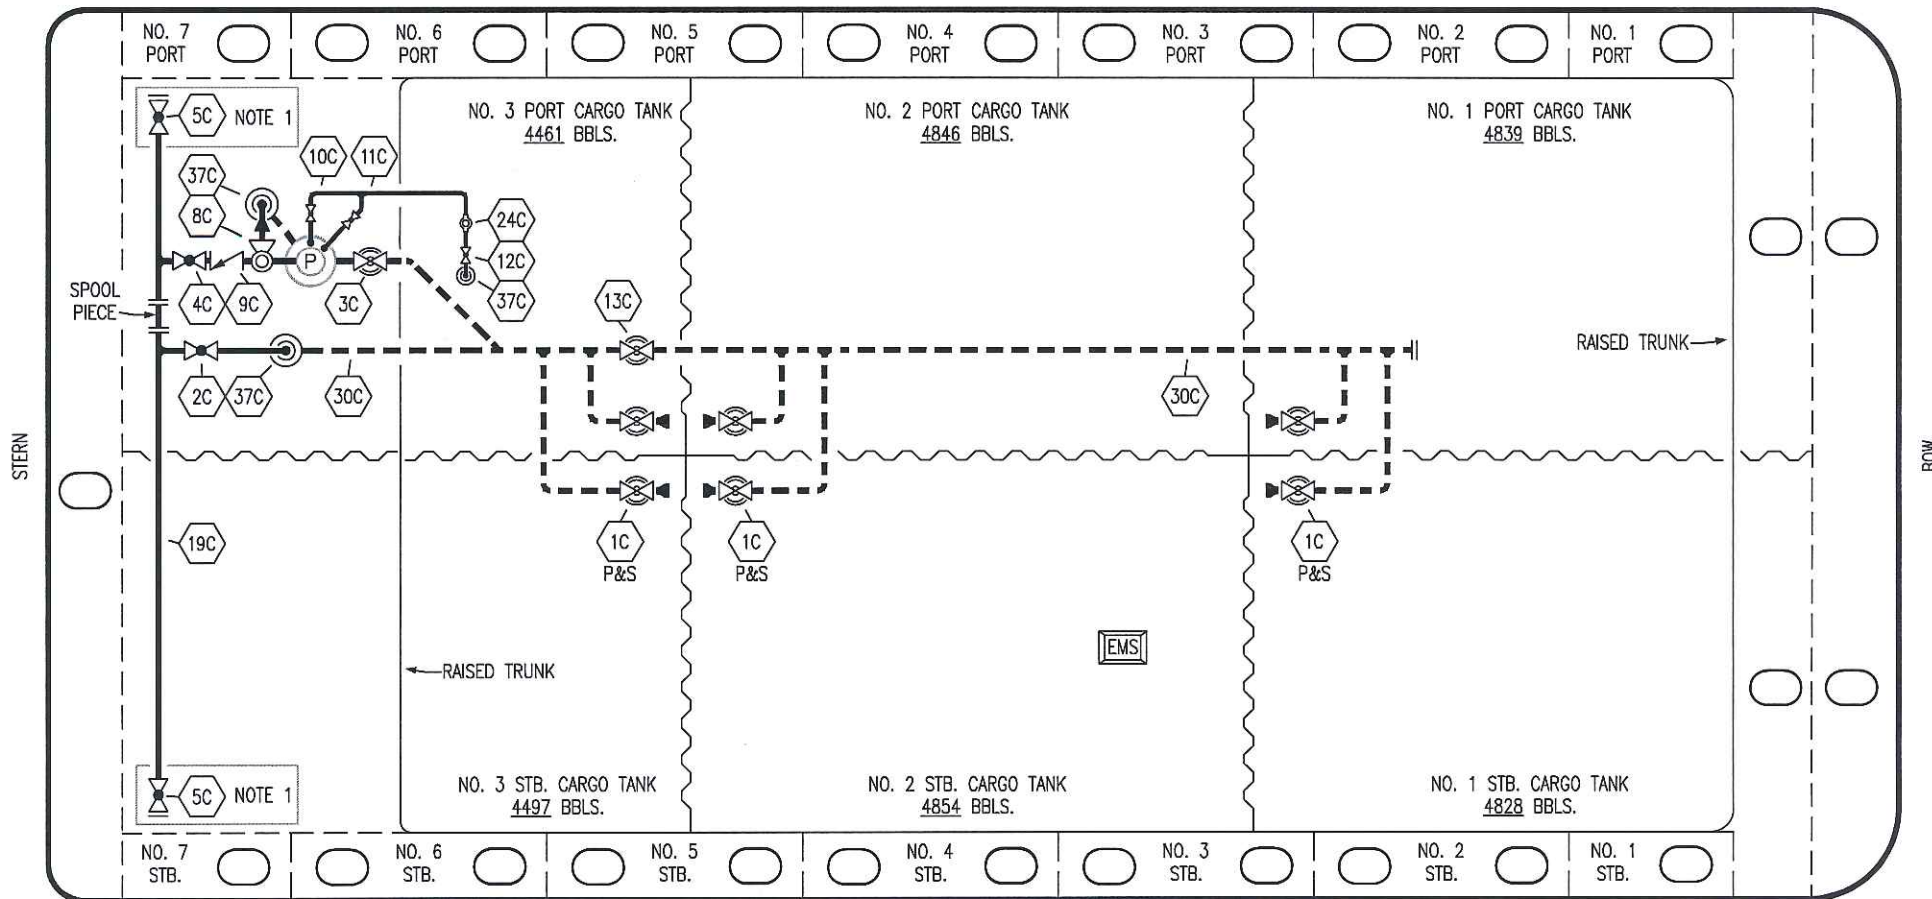 NO. 7
PORT
NO. 6
PORT
NO. 5
PORT
NO. 4
PORT
NO. 3
PORT
NO. 2
PORT
NO. 1
PORT
5C
NOTE 1
NO. 3 PORT CARGO TANK
4461 BBLS.
NO. 2 PORT CARGO TANK
4846 BBLS.
NO. 1 PORT CARGO TANK
4839 BBLS.
10C
11C
37C
8C
24C
P
12C
SPOOL
PIECE
4C
9C
3C
37C
13C
RAISED TRUNK
2C
37C
30C
30C
STERN
BOW
19C
1C
P&S
1C
P&S
1C
P&S
EMS
RAISED TRUNK
5C
NOTE 1
NO. 3 STB. CARGO TANK
4497 BBLS.
NO. 2 STB. CARGO TANK
4854 BBLS.
NO. 1 STB. CARGO TANK
4828 BBLS.
NO. 7
STB.
NO. 6
STB.
NO. 5
STB.
NO. 4
STB.
NO. 3
STB.
NO. 2
STB.
NO. 1
STB.